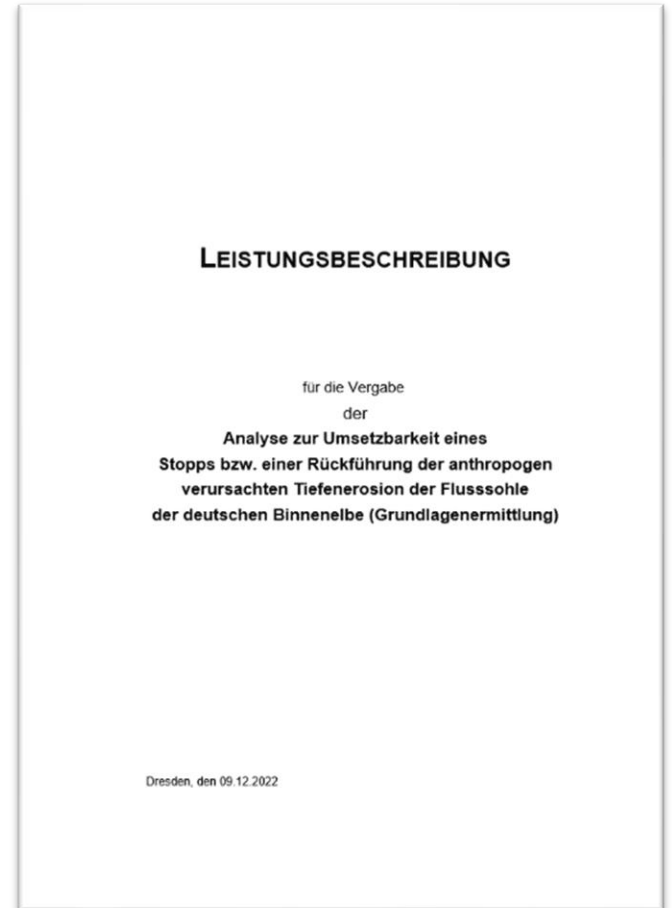 LEISTUNGSBESCHREIBUNG
für die Vergabe
der
Analyse zur Umsetzbarkeit eines
Stopps bzw. einer Rückführung der anthropogen
verursachten Tiefenerosion der Flusssohle
der deutschen Binnenelbe (Grundlagenermittlung)
Dresden, den 09.12.2022